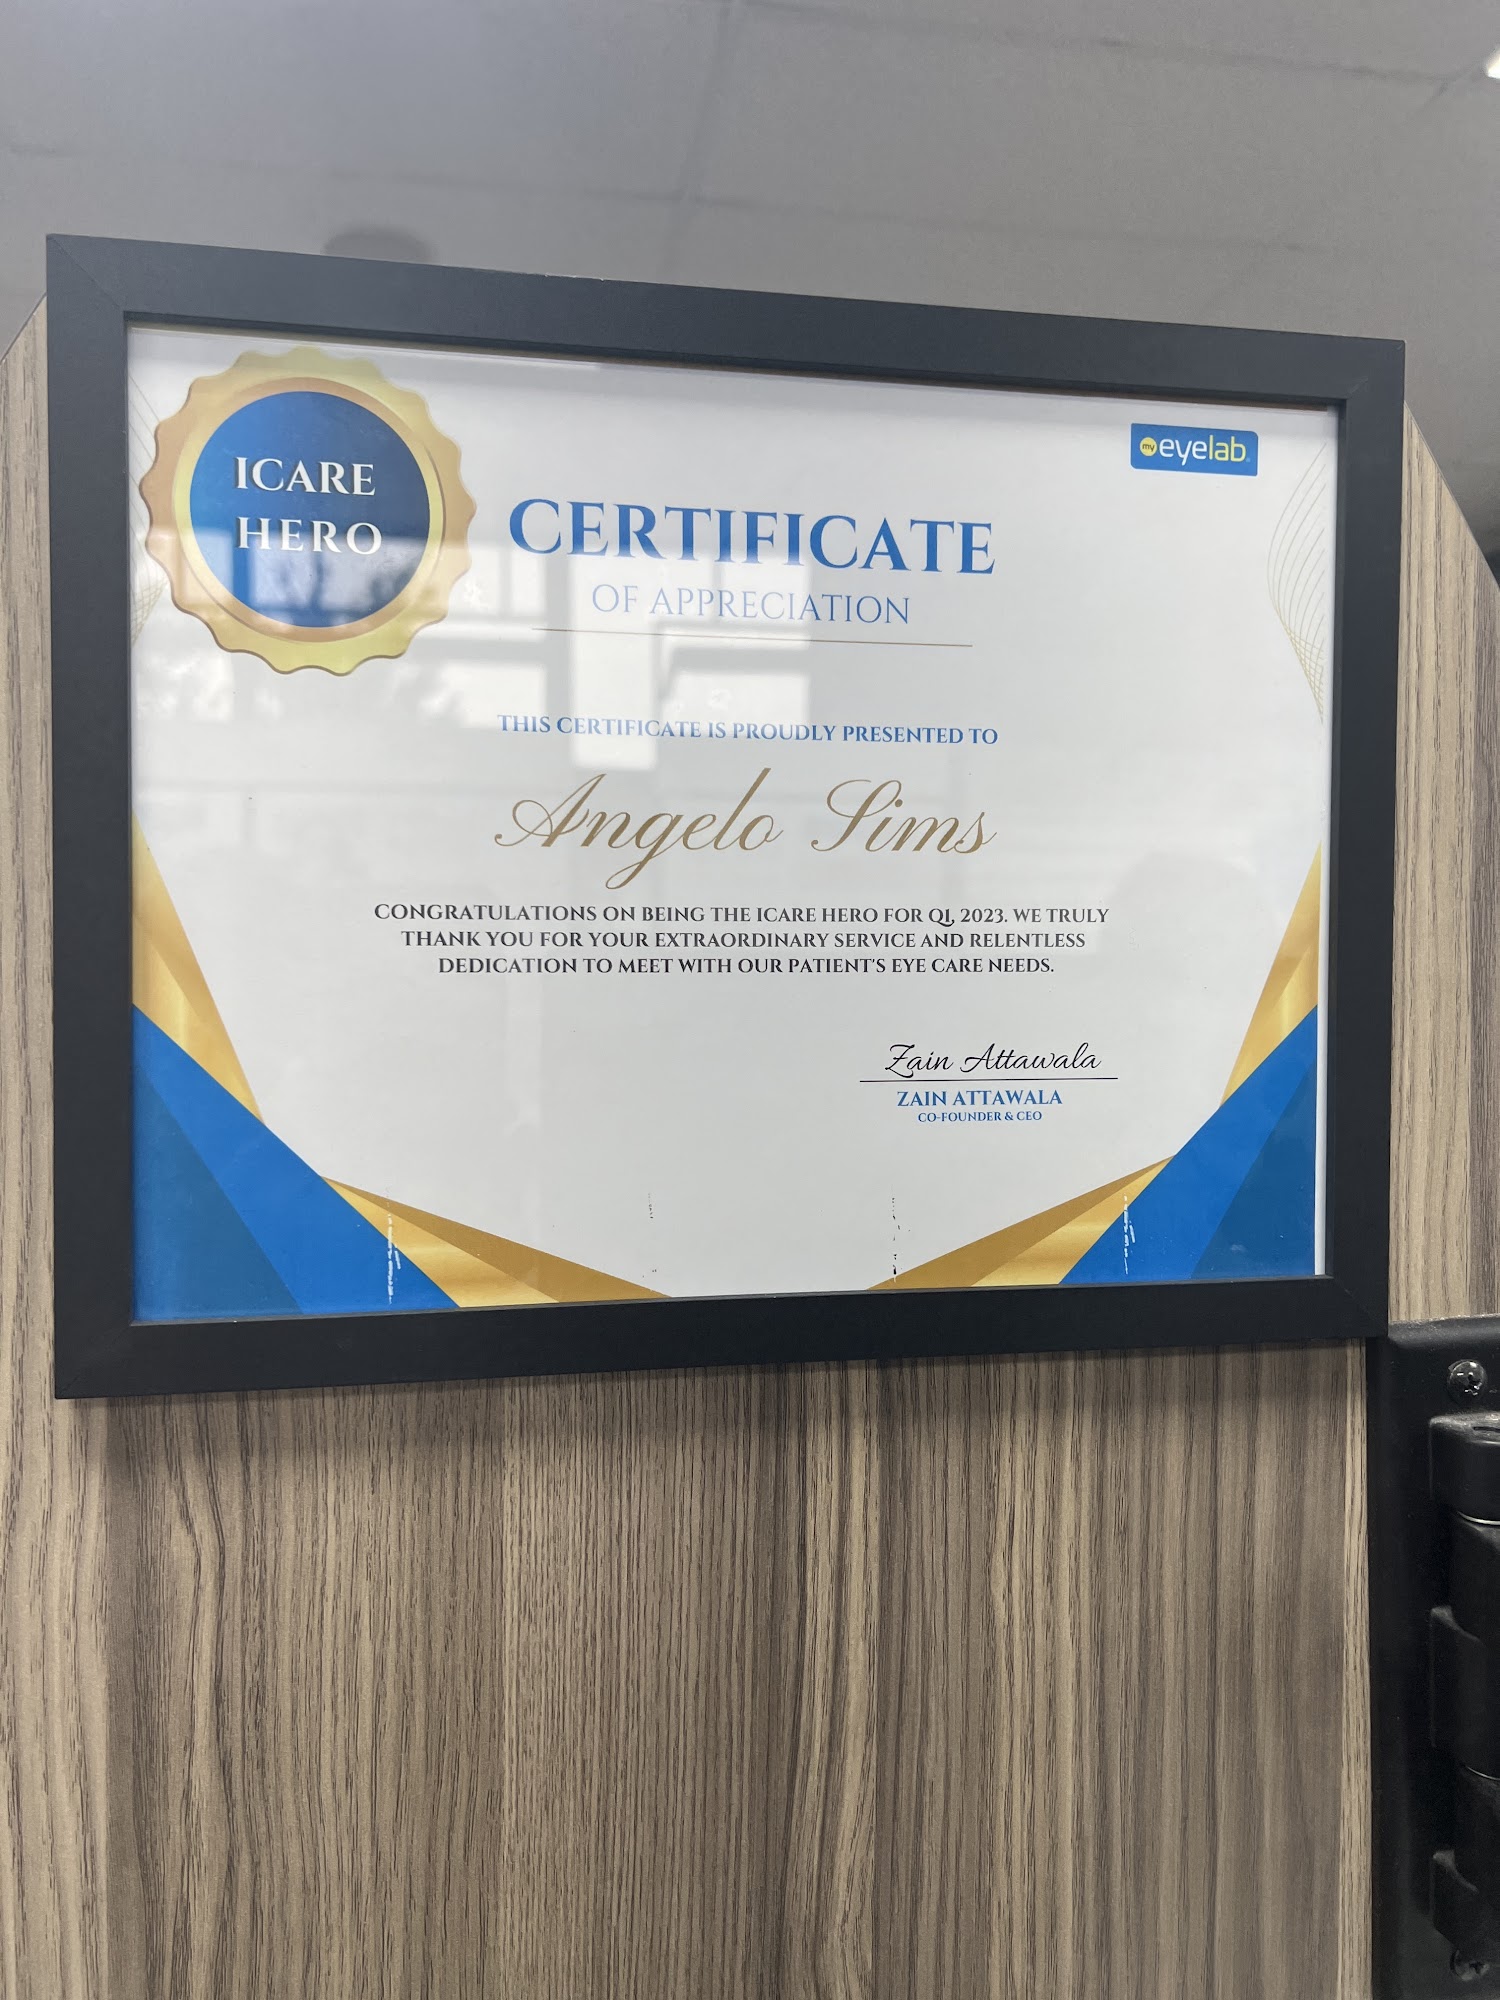 ICARE
HERO
my eyelab
CERTIFICATE
OF APPRECIATION
THIS CERTIFICATE IS PROUDLY PRESENTED TO
Angelo Sims
CONGRATULATIONS ON BEING THE ICARE HERO FOR Q1, 2023. WE TRULY
THANK YOU FOR YOUR EXTRAORDINARY SERVICE AND RELENTLESS
DEDICATION TO MEET WITH OUR PATIENT'S EYE CARE NEEDS.
Zain Attawala
ZAIN ATTAWALA
CO-FOUNDER & CEO